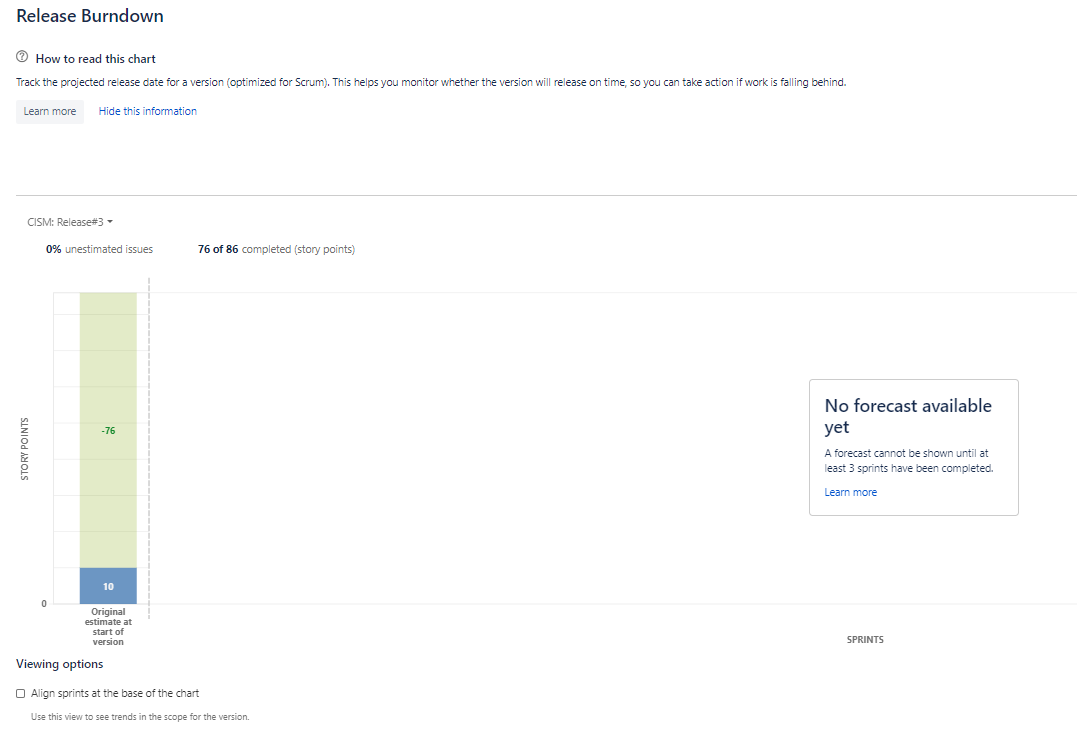 Release Burndown
How to read this chart
Track the projected release date for a version (optimized for Scrum). This helps you monitor whether the version will release on time, so you can take action if work is falling behind.
Learn more
Hide this information
CISM: Release#3
0% unestimated issues
76 of 86 completed (story points)
STORY POINTS
-76
10
0
Original
estimate at
start of
version
No forecast available
yet
A forecast cannot be shown until at
least 3 sprints have been completed.
Learn more
SPRINTS
Viewing options
Align sprints at the base of the chart
Use this view to see trends in the scope for the version.